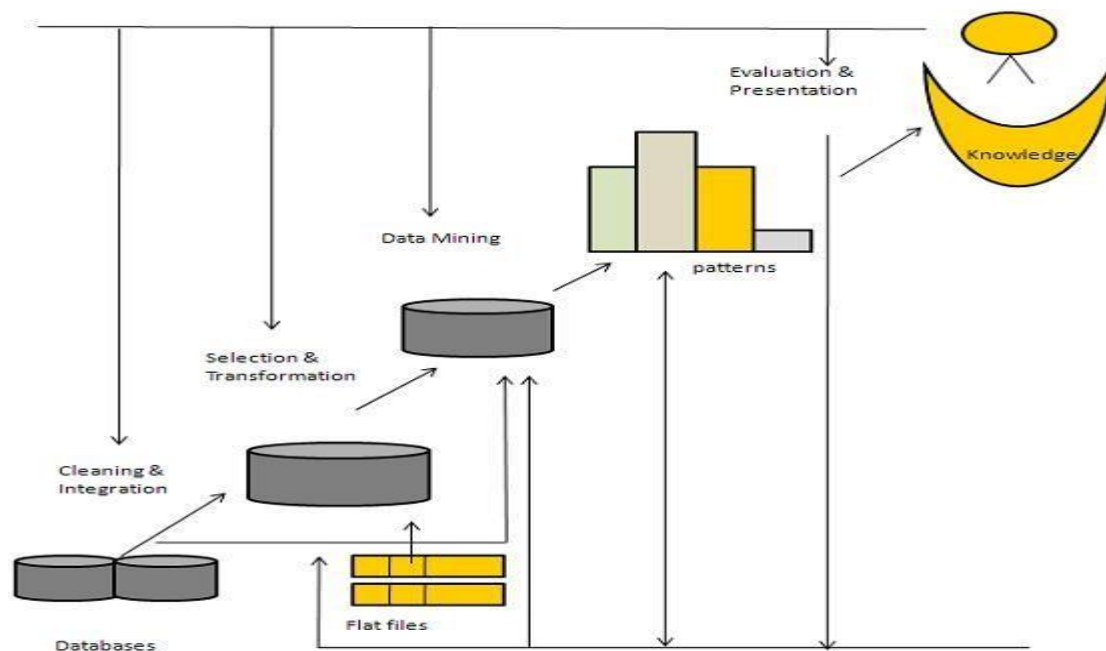 Evaluation &
Presentation
Knowledge
Data Mining
patterns
Selection &
Transformation
Cleaning &
Integration
Flat files
Databases